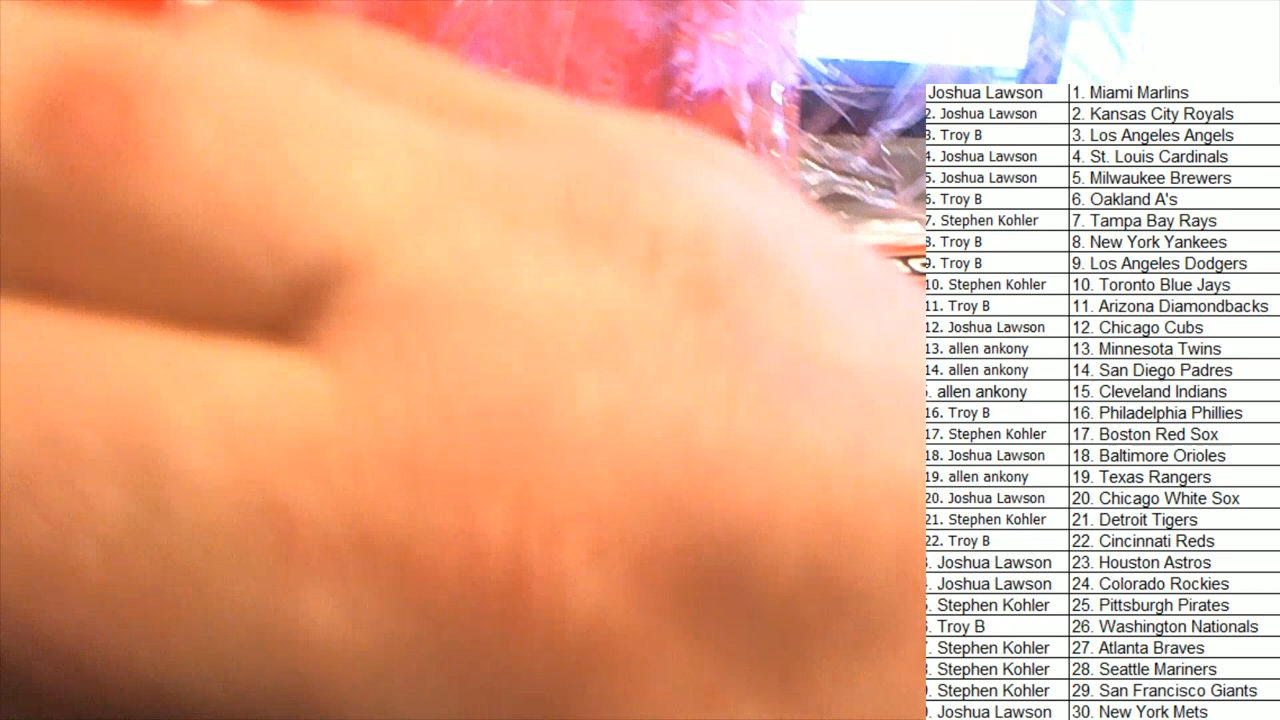 Joshua Lawson 1. Miami Marlins
2. Joshua Lawson 2. Kansas City Royals
3. Troy B 3. Los Angeles Angels
4. Joshua Lawson 4. St. Louis Cardinals
5. Joshua Lawson 5. Milwaukee Brewers
6. Troy B 6. Oakland A's
7. Stephen Kohler 7. Tampa Bay Rays
8. Troy B 8. New York Yankees
9. Troy B 9. Los Angeles Dodgers
10. Stephen Kohler 10. Toronto Blue Jays
11. Troy B 11. Arizona Diamondbacks
12. Joshua Lawson 12. Chicago Cubs
13. allen ankony 13. Minnesota Twins
14. allen ankony 14. San Diego Padres
. allen ankony 15. Cleveland Indians
16. Troy B 16. Philadelphia Phillies
17. Stephen Kohler 17. Boston Red Sox
18. Joshua Lawson 18. Baltimore Orioles
19. allen ankony 19. Texas Rangers
20. Joshua Lawson 20. Chicago White Sox
21. Stephen Kohler 21. Detroit Tigers
22. Troy B 22. Cincinnati Reds
. Joshua Lawson 23. Houston Astros
. Joshua Lawson 24. Colorado Rockies
. Stephen Kohler 25. Pittsburgh Pirates
. Troy B 26. Washington Nationals
. Stephen Kohler 27. Atlanta Braves
. Stephen Kohler 28. Seattle Mariners
. Stephen Kohler 29. San Francisco Giants
. Joshua Lawson 30. New York Mets